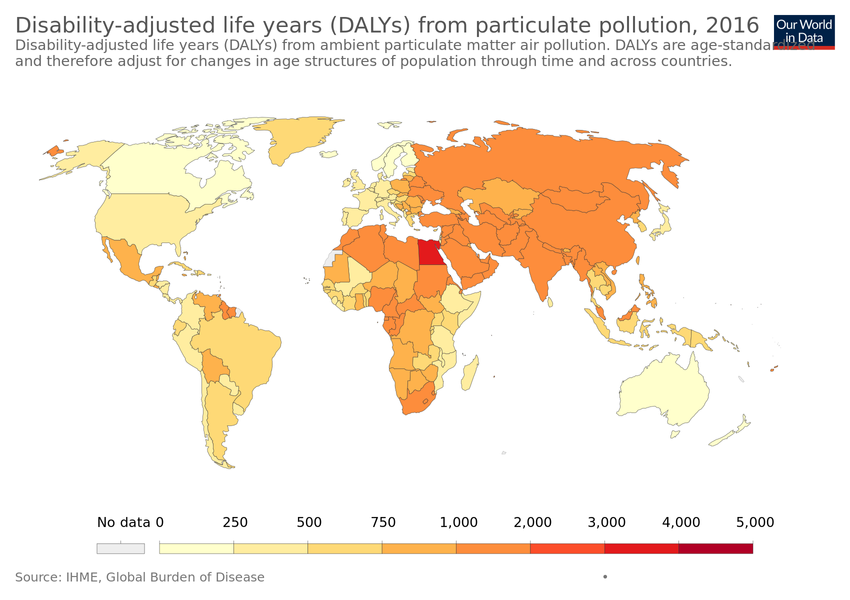 Disability-adjusted life years (DALYs) from particulate pollution, 2016
Our World
in Data
Disability-adjusted life years (DALYs) from ambient particulate matter air pollution. DALYs are age-standardized
and therefore adjust for changes in age structures of population through time and across countries.
No data 0 250 500 750 1,000 2,000 3,000 4,000 5,000
Source: IHME, Global Burden of Disease